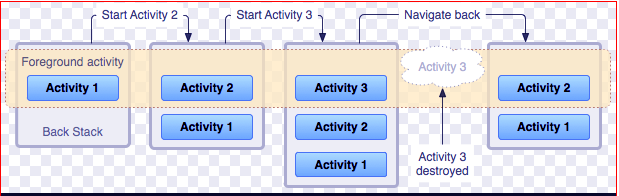 Start Activity 2
Start Activity 3
Navigate back
Foreground activity
Activity 1
Back Stack
Activity 2
Activity 1
Activity 3
Activity 2
Activity 1
Activity 3
Activity 3
destroyed
Activity 2
Activity 1